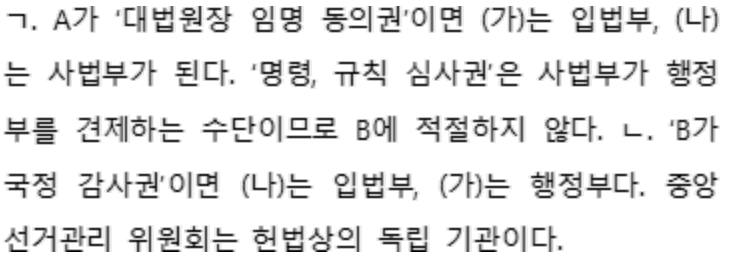 ㄱ. A가 '대법원장 임명 동의권'이면 (가)는 입법부, (나)
는 사법부가 된다. '명령, 규칙 심사권'은 사법부가 행정
부를 견제하는 수단이므로 B에 적절하지 않다. ㄴ. 'B가
국정 감사권'이면 (나)는 입법부, (가)는 행정부다. 중앙
선거관리 위원회는 헌법상의 독립 기관이다.